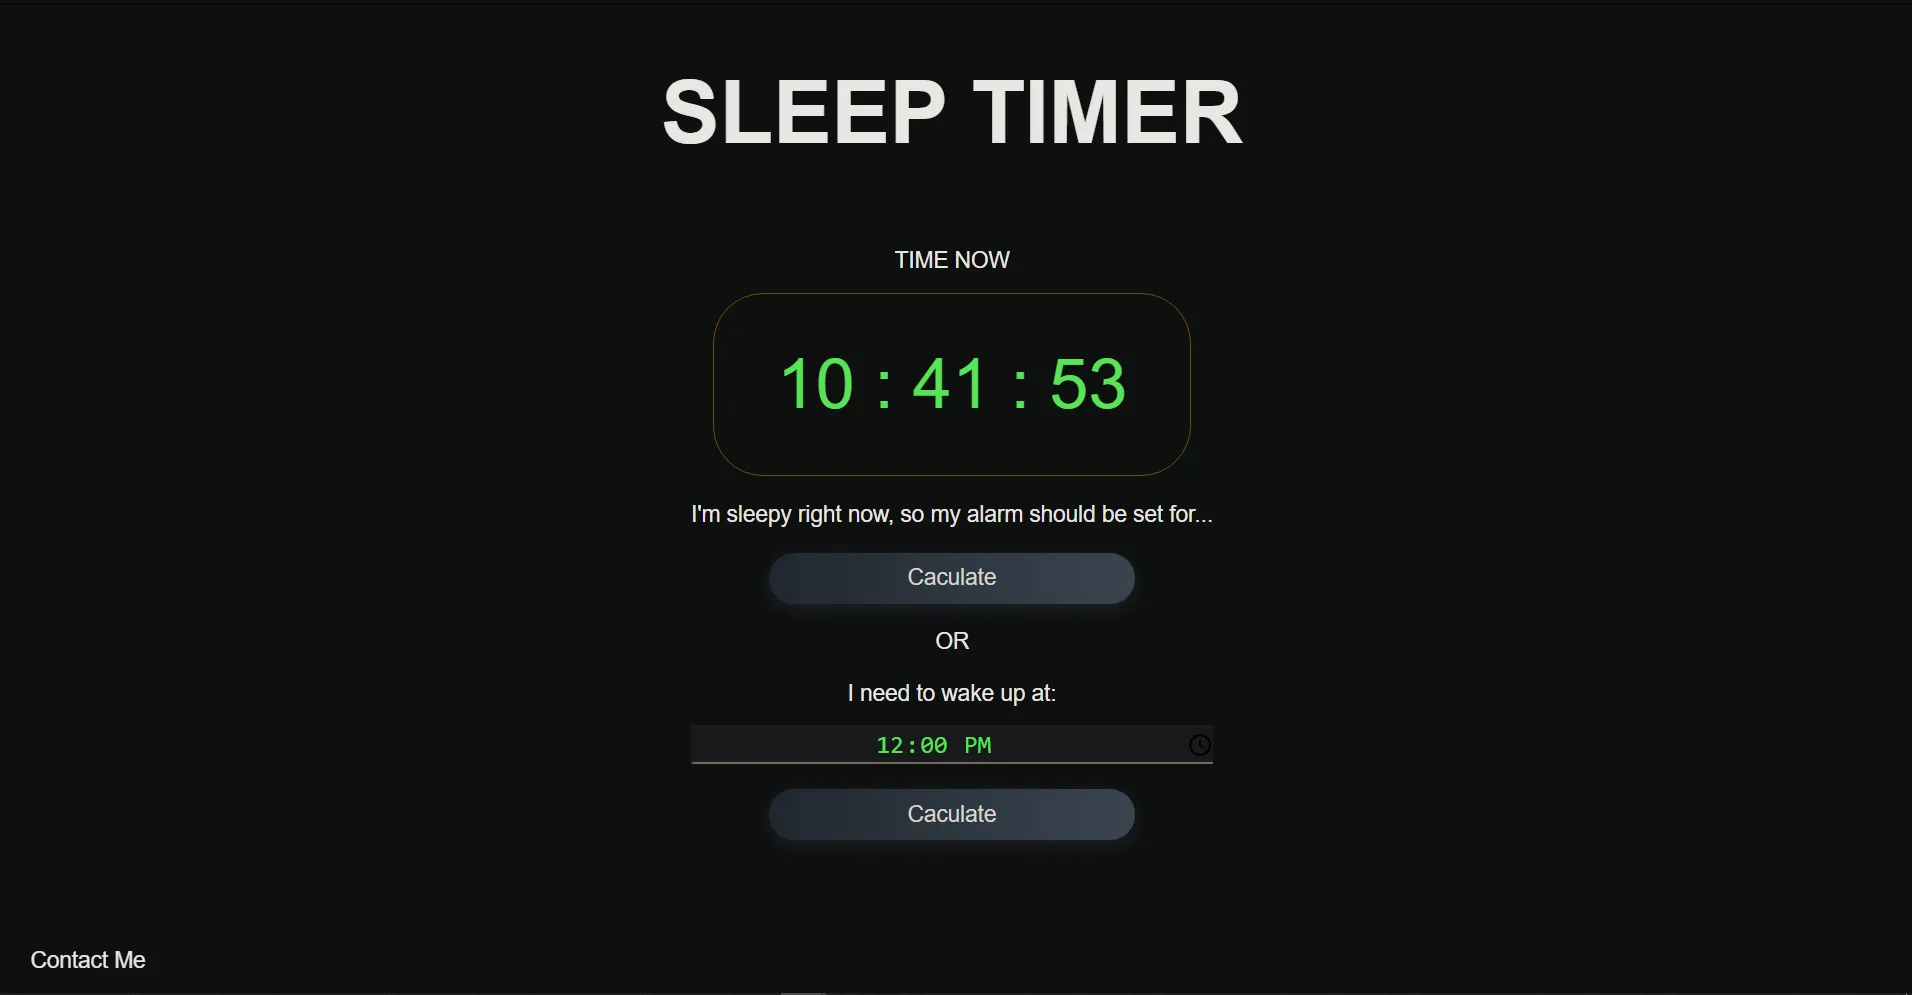 SLEEP TIMER
TIME NOW
10 : 41 : 53
I'm sleepy right now, so my alarm should be set for...
Caculate
OR
I need to wake up at:
12:00 PM
Caculate
Contact Me